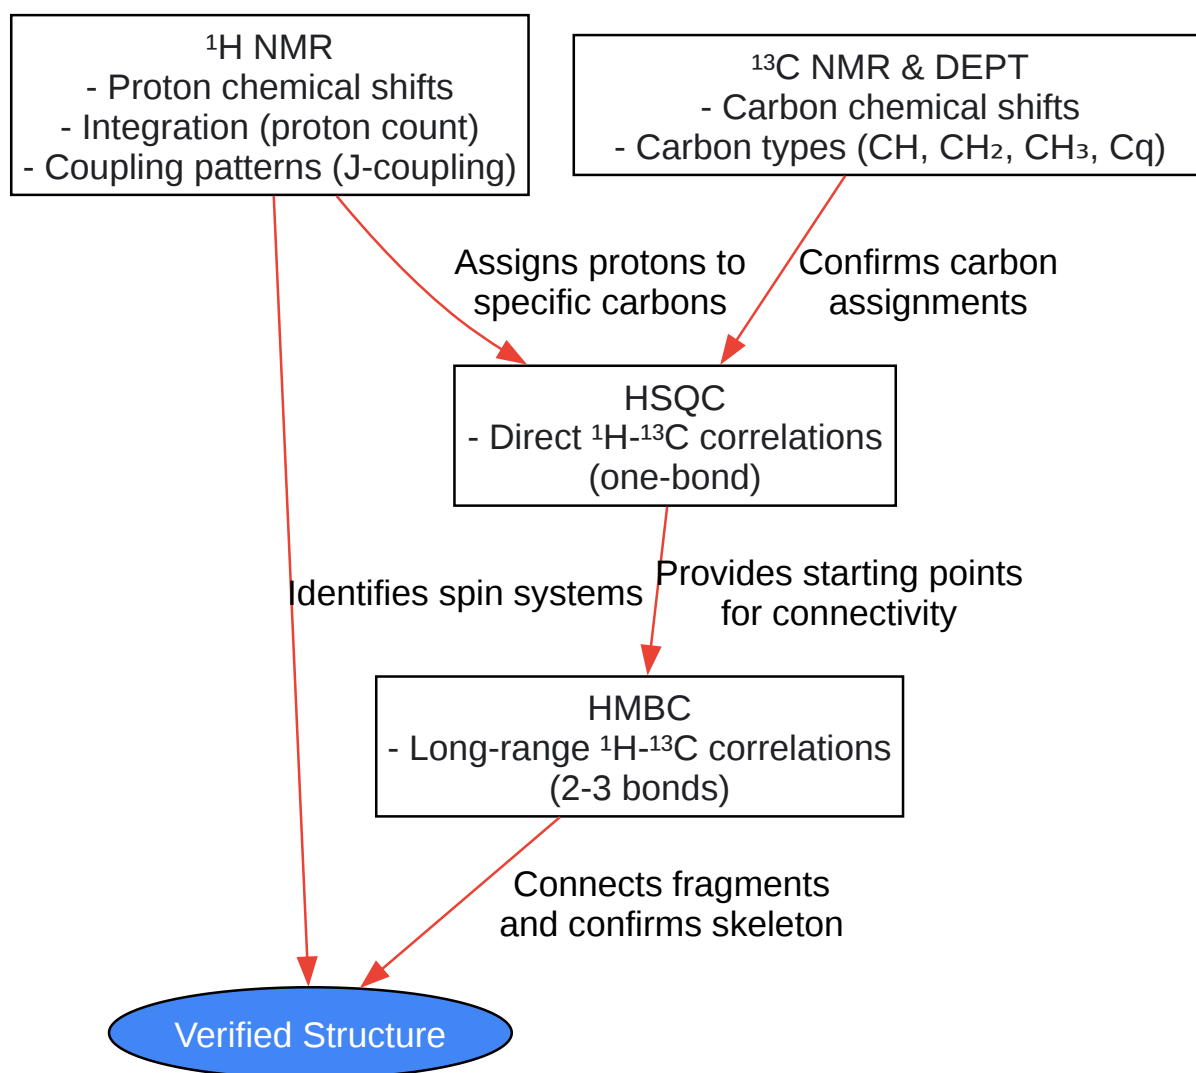 ¹H NMR
- Proton chemical shifts
- Integration (proton count)
- Coupling patterns (J-coupling)
¹³C NMR & DEPT
- Carbon chemical shifts
- Carbon types (CH, CH₂, CH₃, Cq)
Assigns protons to
specific carbons
Confirms carbon
assignments
HSQC
- Direct ¹H-¹³C correlations
(one-bond)
Identifies spin systems
Provides starting points
for connectivity
HMBC
- Long-range ¹H-¹³C correlations
(2-3 bonds)
Connects fragments
and confirms skeleton
Verified Structure